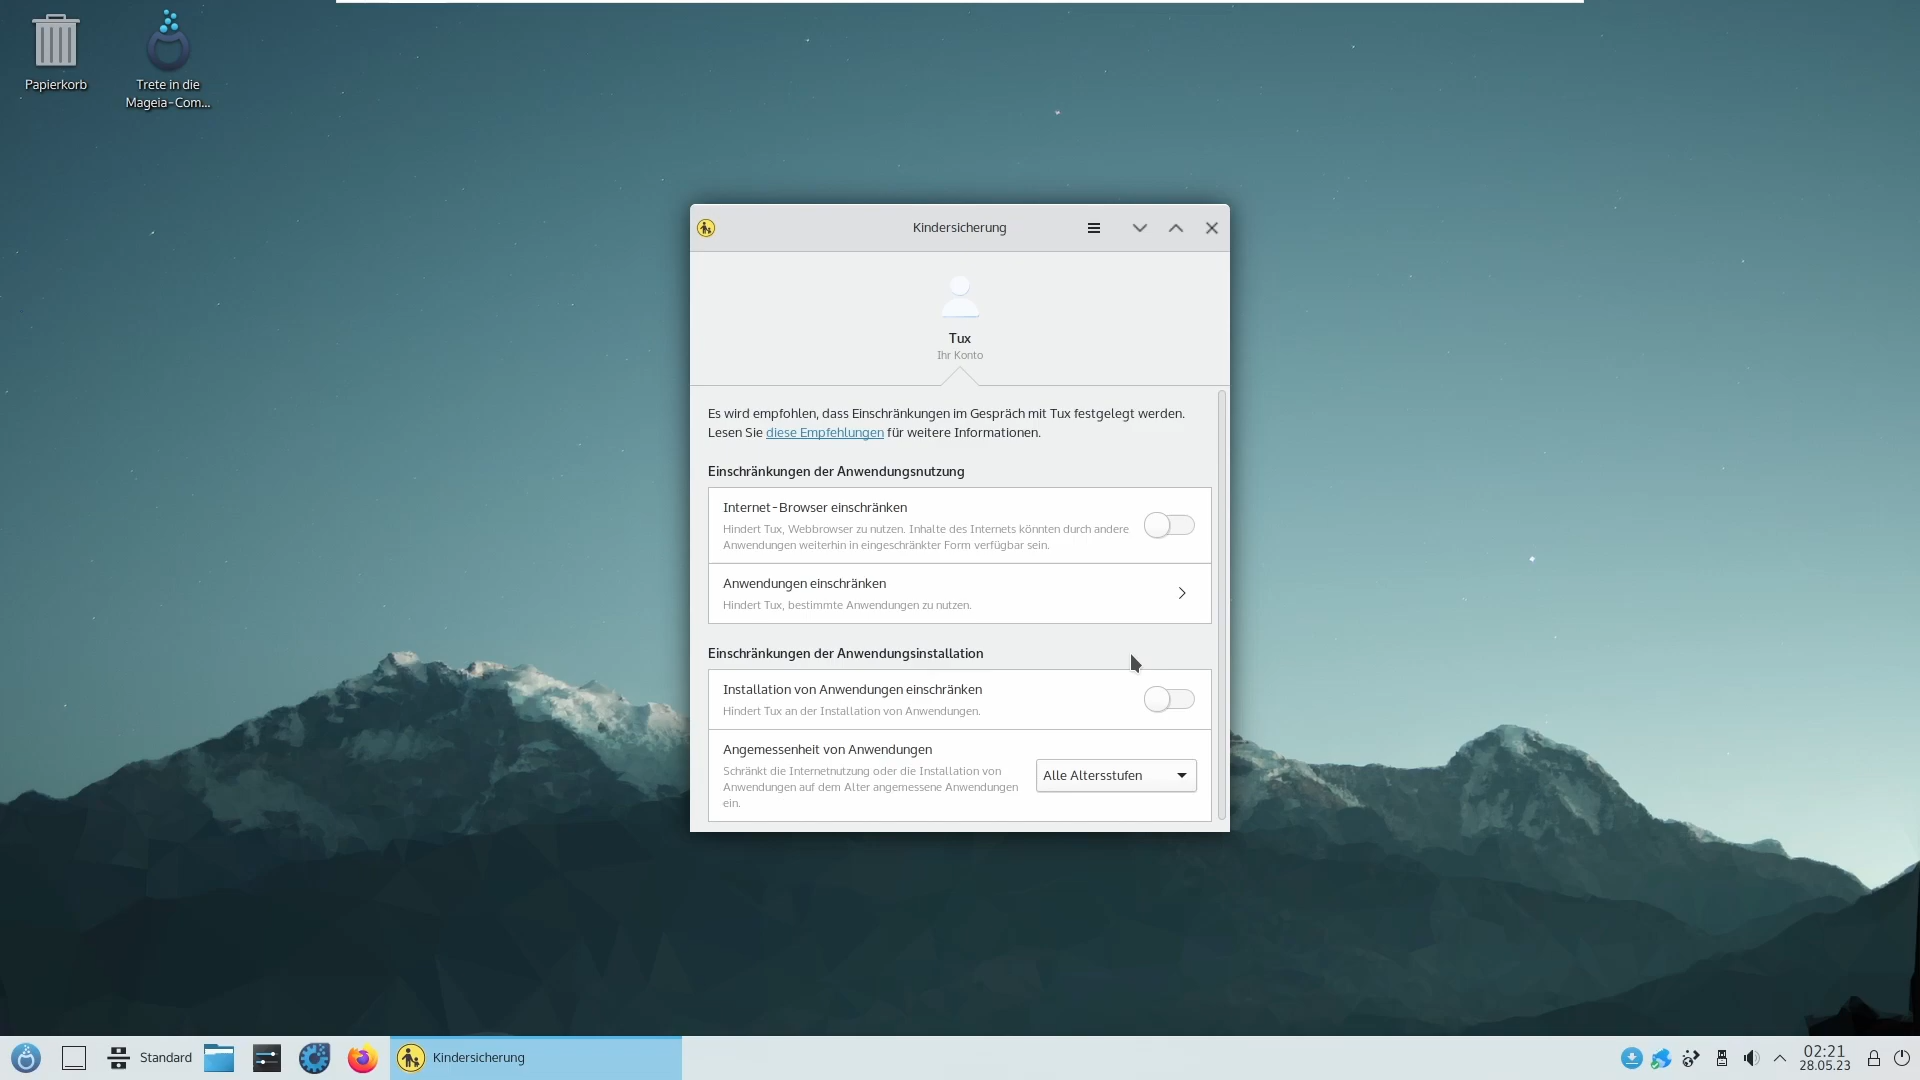 Papierkorb
Trete in die
Mageia-Com...
Kindersicherung
Tux
Ihr Konto
Es wird empfohlen, dass Einschränkungen im Gespräch mit Tux festgelegt werden.
Lesen Sie diese Empfehlungen für weitere Informationen.
Einschränkungen der Anwendungsnutzung
Internet-Browser einschränken
Hindert Tux, Webbrowser zu nutzen. Inhalte des Internets könnten durch andere
Anwendungen weiterhin in eingeschränkter Form verfügbar sein.
Anwendungen einschränken
Hindert Tux, bestimmte Anwendungen zu nutzen.
Einschränkungen der Anwendungsinstallation
Installation von Anwendungen einschränken
Hindert Tux an der Installation von Anwendungen.
Angemessenheit von Anwendungen
Schränkt die Internetnutzung oder die Installation von
Anwendungen auf dem Alter angemessene Anwendungen
ein.
Alle Altersstufen
Standard
Kindersicherung
02:21
28.05.23